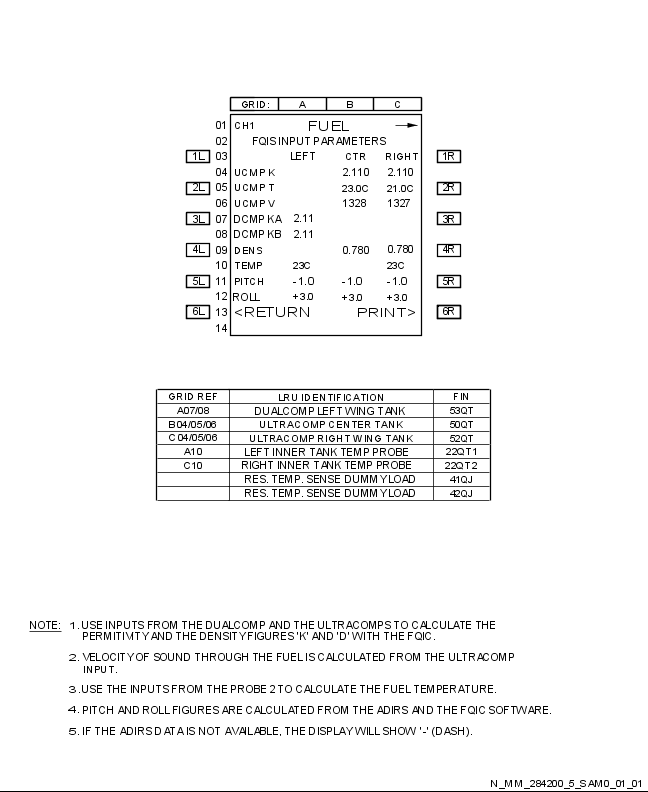 GRID: A B C
01 CH1 FUEL
02 FQIS INPUT PARAMETERS
1L 03 LEFT CTR RIGHT 1R
04 UCMP K 2.110 2.110
2L 05 UCMP T 23.0C 21.0C 2R
06 UCMP V 1328 1327
3L 07 DCMP KA 2.11 3R
08 DCMP KB 2.11
4L 09 DENS 0.780 0.780 4R
10 TEMP 23C 23C
5L 11 PITCH -1.0 -1.0 -1.0 5R
12 ROLL +3.0 +3.0 +3.0
6L 13 <RETURN PRINT> 6R
14
GRID REF LRU IDENTIFICATION FIN
A07/08 DUALCOMP LEFT WING TANK 53QT
B04/05/06 ULTRACOMP CENTER TANK 50QT
C04/05/06 ULTRACOMP RIGHT WING TANK 52QT
A10 LEFT INNER TANK TEMP PROBE 22QT1
C10 RIGHT INNER TANK TEMP PROBE 22QT2
RES. TEMP. SENSE DUMMYLOAD 41QJ
RES. TEMP. SENSE DUMMYLOAD 42QJ
NOTE: 1. USE INPUTS FROM THE DUALCOMP AND THE ULTRACOMPS TO CALCULATE THE
PERMITIVITY AND THE DENSITY FIGURES 'K' AND 'D' WITH THE FQIC.
2. VELOCITY OF SOUND THROUGH THE FUEL IS CALCULATED FROM THE ULTRACOMP
INPUT.
3. USE THE INPUTS FROM THE PROBE 2 TO CALCULATE THE FUEL TEMPERATURE.
4. PITCH AND ROLL FIGURES ARE CALCULATED FROM THE ADIRS AND THE FQIC SOFTWARE.
5. IF THE ADIRS DATA IS NOT AVAILABLE, THE DISPLAY WILL SHOW '-' (DASH).
N_MM_284200_5_SAM0_01_01